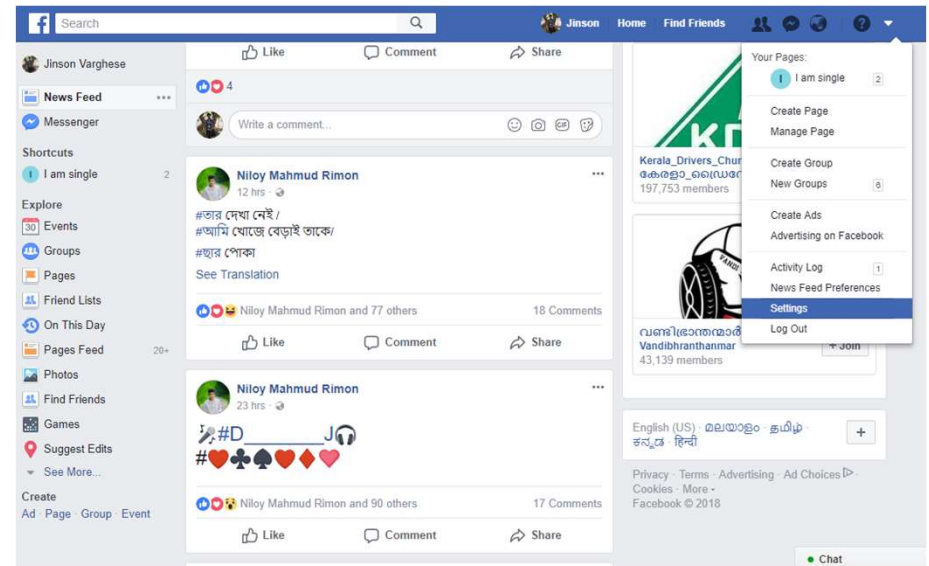 f Search
Jinson Home Find Friends
Jinson Varghese
News Feed
Messenger
Shortcuts
I I am single 2
Explore
30 Events
Groups
Pages
Friend Lists
On This Day
Pages Feed 20+
Photos
Find Friends
Games
Suggest Edits
See More...
Create
Ad · Page · Group · Event
Like Comment Share
4
Write a comment...
GIF
Niloy Mahmud Rimon
12 hrs ·
#তার দেখা নেই /
#আমি খোজে বেড়াই তাকে/
#ছার পোকা
See Translation
Niloy Mahmud Rimon and 77 others 18 Comments
Like Comment Share
Niloy Mahmud Rimon
23 hrs ·
🎤#D________J🎧
#♥️♣️♠️♥️♦️💗
Niloy Mahmud Rimon and 90 others 17 Comments
Like Comment Share
KD
Kerala_Drivers_Chu
197,753 members
VANDI
Vandibhranthanmar
43,139 members
+ Join
English (US) · മലയാളം · தமிழ் ·
ಕನ್ನಡ · हिन्दी
+
Privacy · Terms · Advertising · Ad Choices ·
Cookies · More
Facebook © 2018
Your Pages:
I I am single 2
Create Page
Manage Page
Create Group
New Groups 6
Create Ads
Advertising on Facebook
Activity Log 1
News Feed Preferences
Settings
Log Out
Chat